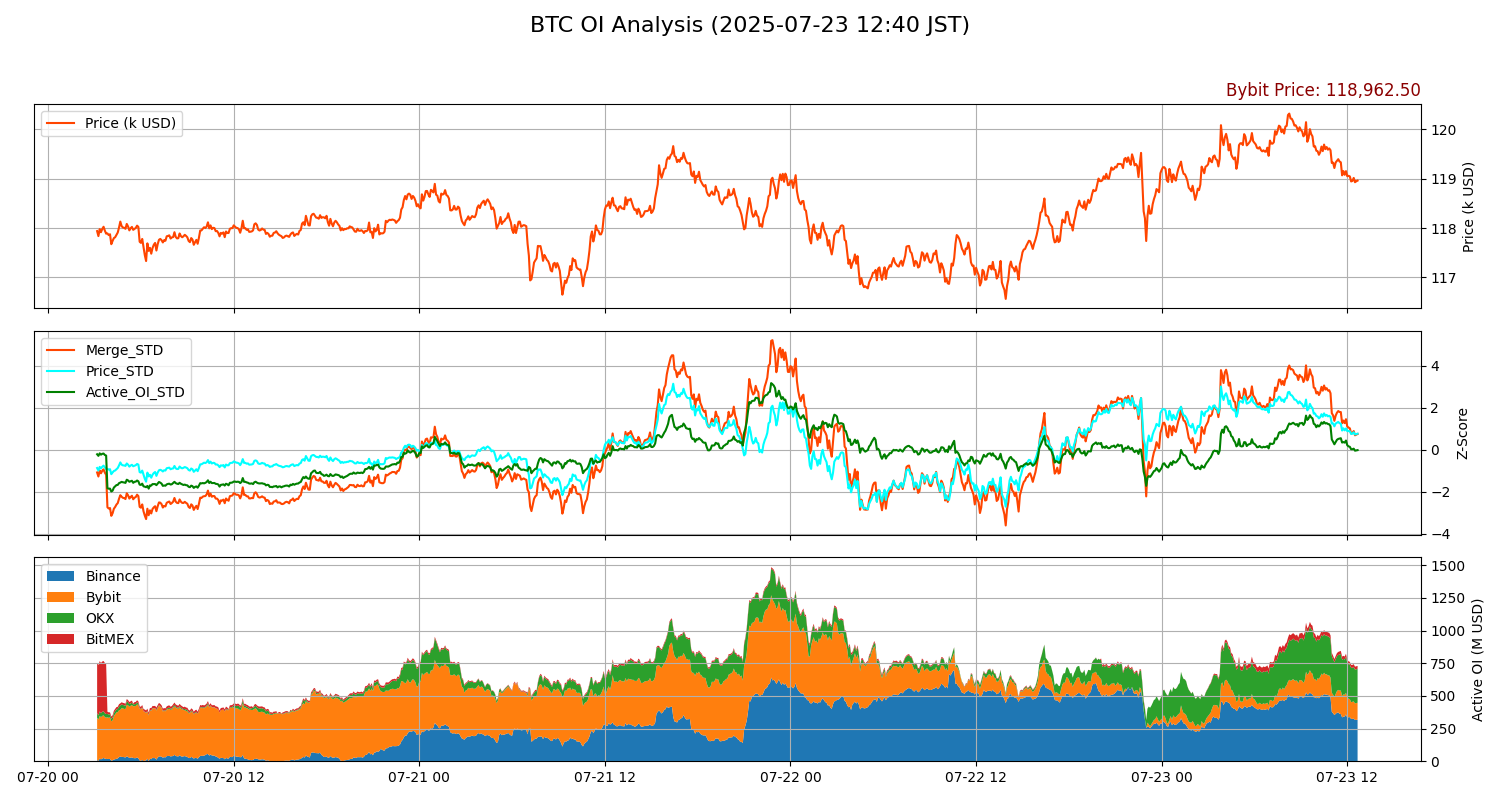 BTC OI Analysis (2025-07-23 12:40 JST)
Bybit Price: 118,962.50
Price (k USD)
120
119
118
117
Price (k USD)
Merge_STD
Price_STD
Active_OI_STD
4
2
0
−2
−4
Z-Score
Binance
Bybit
OKX
BitMEX
1500
1250
1000
750
500
250
0
Active OI (M USD)
07-20 00
07-20 12
07-21 00
07-21 12
07-22 00
07-22 12
07-23 00
07-23 12